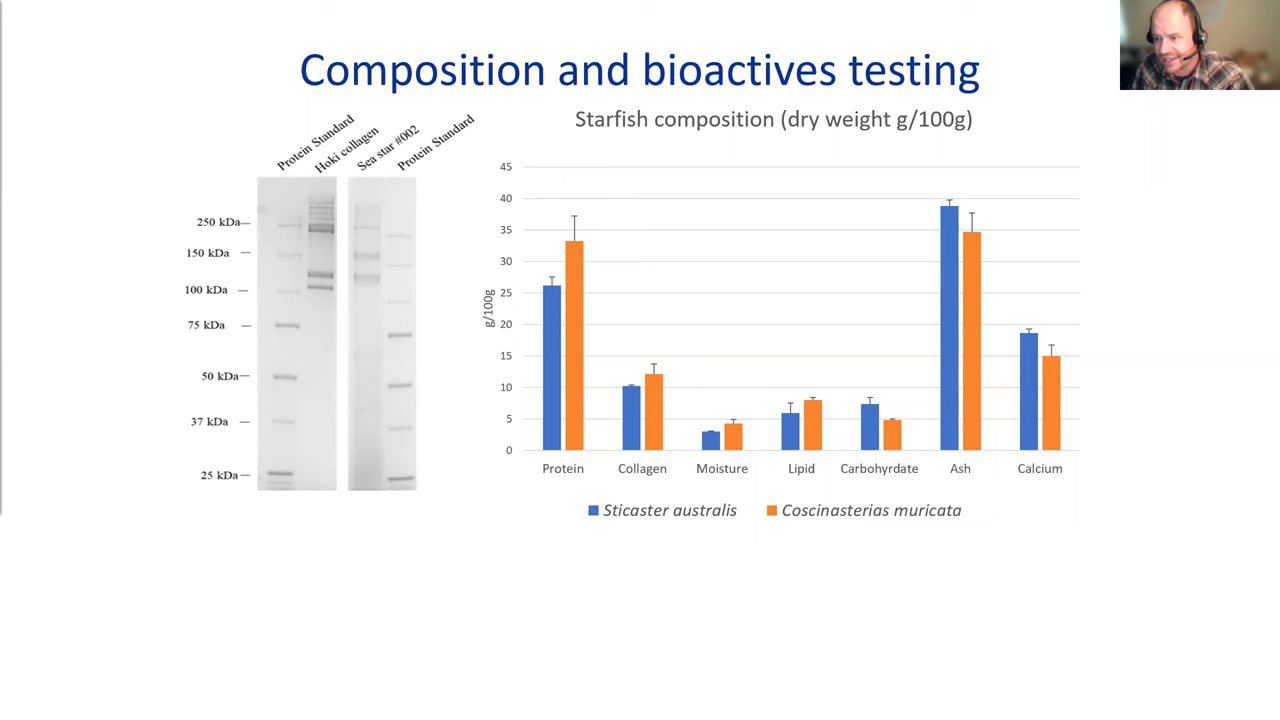 Composition and bioactives testing
Protein Standard
Hoki collagen
Sea star #002
Protein Standard
250 kDa
150 kDa
100 kDa
75 kDa
50 kDa
37 kDa
25 kDa
Starfish composition (dry weight g/100g)
g/100g
45
40
35
30
25
20
15
10
5
0
Protein Collagen Moisture Lipid Carbohyrdate Ash Calcium
Sticaster australis Coscinasterias muricata